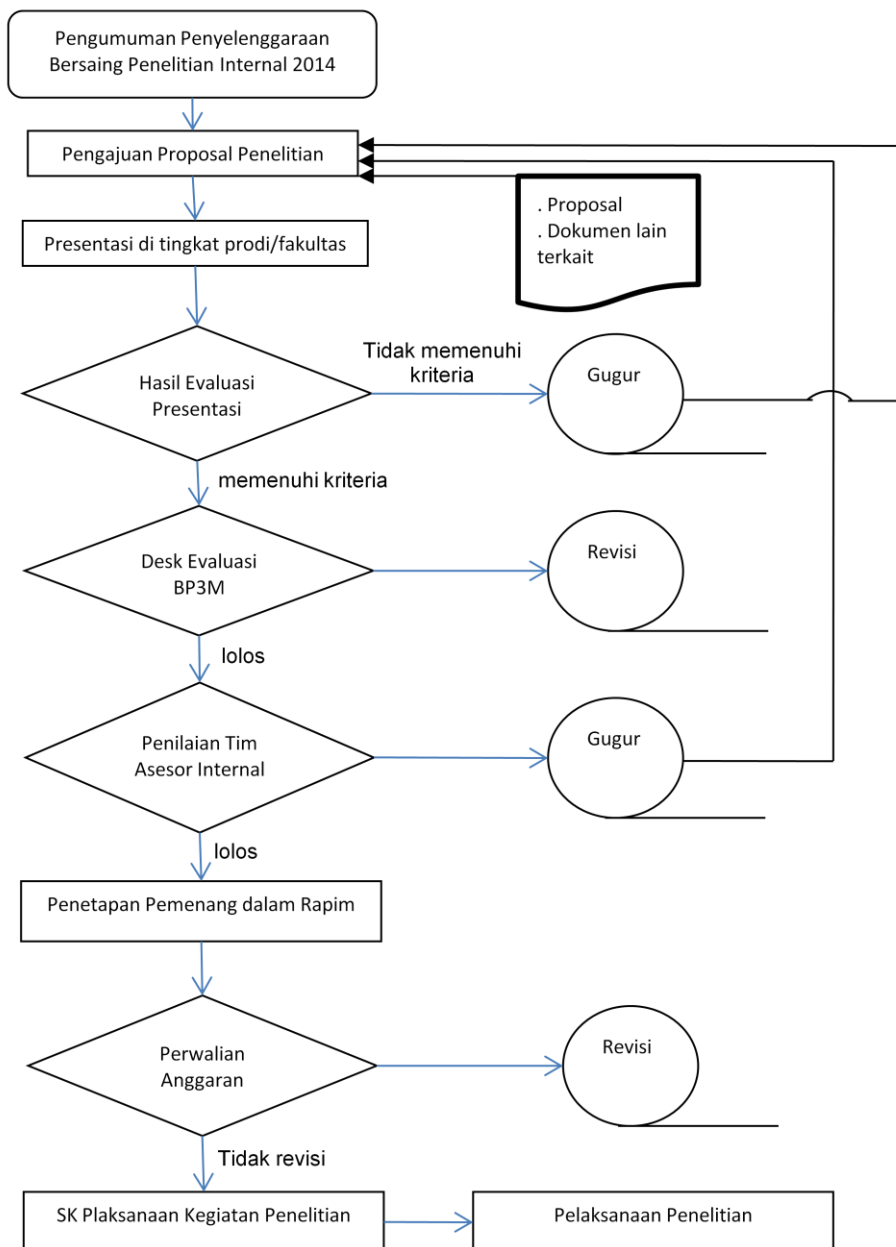 Pengumuman Penyelenggaraan
Bersaing Penelitian Internal 2014
Pengajuan Proposal Penelitian
. Proposal
. Dokumen lain
terkait
Presentasi di tingkat prodi/fakultas
Hasil Evaluasi
Presentasi
Tidak memenuhi
kriteria
Gugur
memenuhi kriteria
Desk Evaluasi
BP3M
Revisi
lolos
Penilaian Tim
Asesor Internal
Gugur
lolos
Penetapan Pemenang dalam Rapim
Perwalian
Anggaran
Revisi
Tidak revisi
SK Plaksanaan Kegiatan Penelitian
Pelaksanaan Penelitian